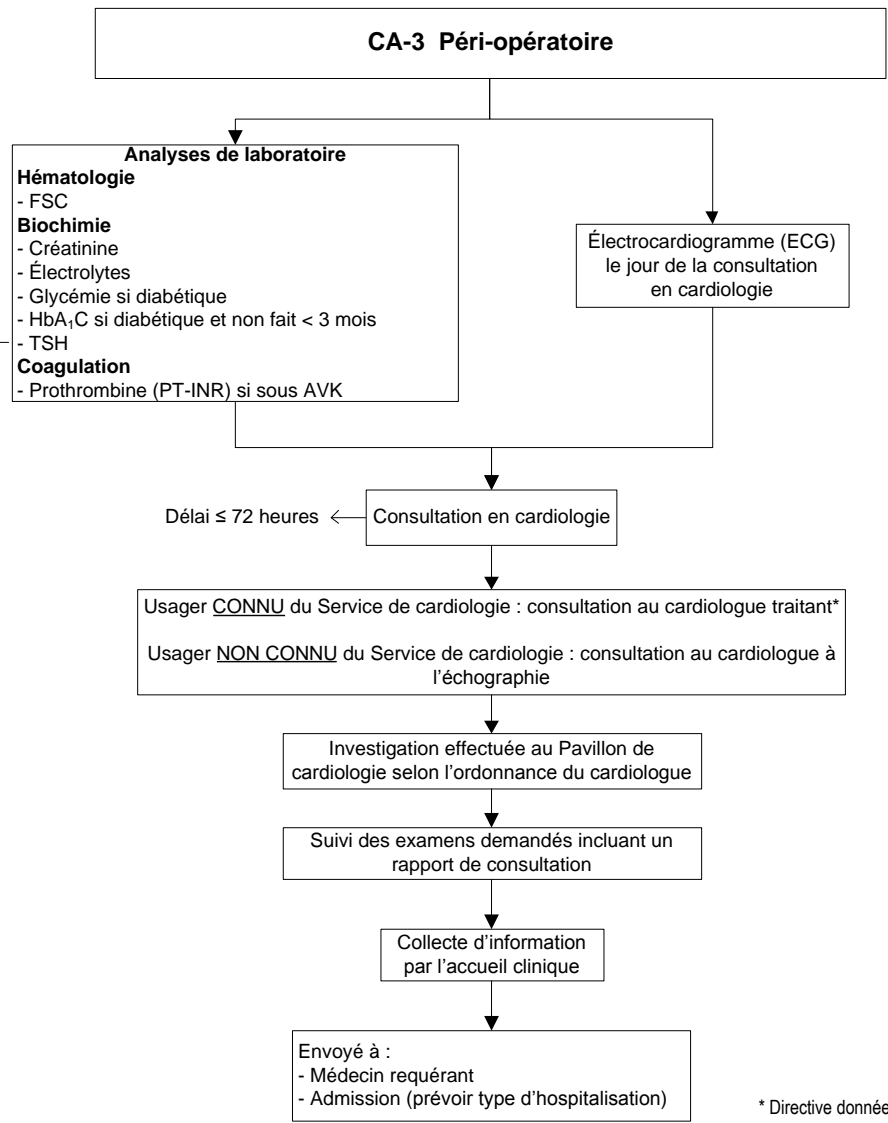 CA-3 Péri-opératoire
Analyses de laboratoire
Hématologie
- FSC
Biochimie
- Créatinine
- Électrolytes
- Glycémie si diabétique
- HbA₁C si diabétique et non fait < 3 mois
- TSH
Coagulation
- Prothrombine (PT-INR) si sous AVK
Électrocardiogramme (ECG)
le jour de la consultation
en cardiologie
Délai ≤ 72 heures
Consultation en cardiologie
Usager CONNU du Service de cardiologie : consultation au cardiologue traitant*
Usager NON CONNU du Service de cardiologie : consultation au cardiologue à
l'échographie
Investigation effectuée au Pavillon de
cardiologie selon l'ordonnance du cardiologue
Suivi des examens demandés incluant un
rapport de consultation
Collecte d'information
par l'accueil clinique
Envoyé à :
- Médecin requérant
- Admission (prévoir type d'hospitalisation)
* Directive donnée